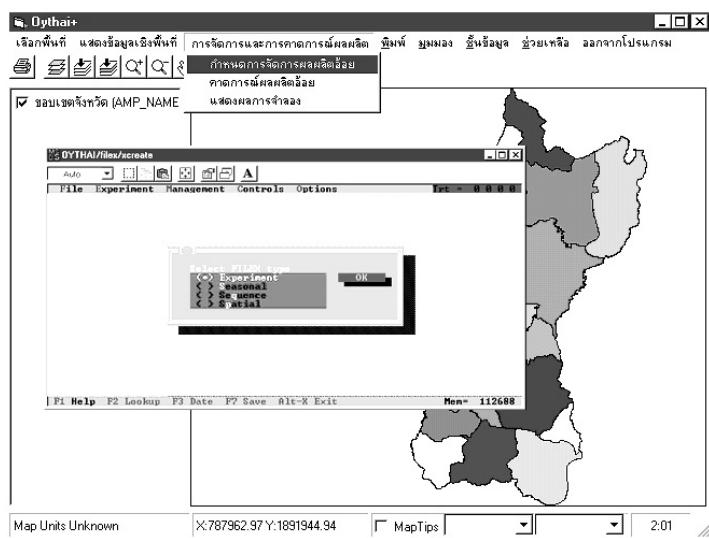 Oythai+
เลือกพื้นที่ แสดงข้อมูลเชิงพื้นที่ การจัดการและการคาดการณ์ผลผลิต พิมพ์ มุมมอง ชั้นข้อมูล ช่วยเหลือ ออกจากโปรแกรม
กำหนดการจัดการผลผลิตอ้อย
คาดการณ์ผลผลิตอ้อย
แสดงผลการจำลอง
ขอบเขตจังหวัด (AMP_NAME
OYTHAI/filex/xcreate
Auto
A
File Experiment Management Controls Options Trt - 0 0 0 0
Select FILEX type
(•) Experiment OK
( ) Seasonal
( ) Sequence
( ) Spatial
F1 Help F2 Lookup F3 Date F7 Save Alt-X Exit Mem= 112688
Map Units Unknown X:787962.97 Y:1891944.94 MapTips 2:01